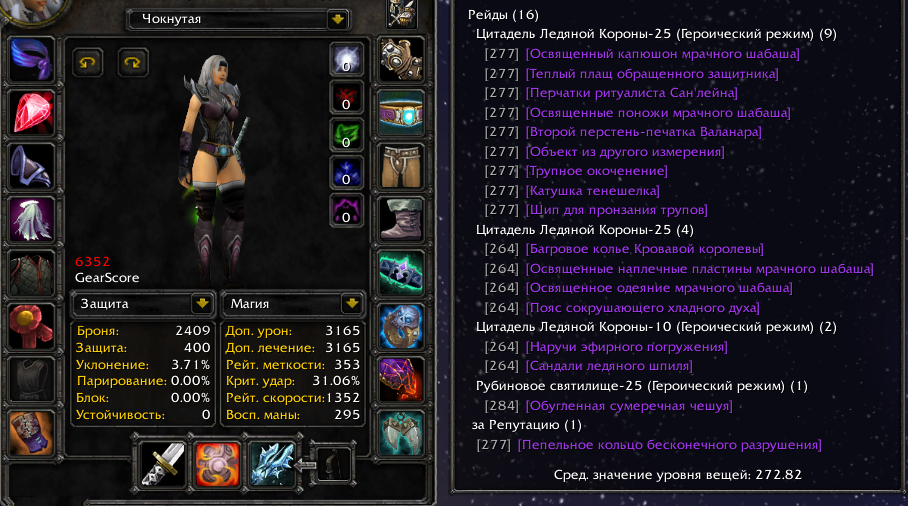 Чокнутая
0
0
0
0
0
6352
GearScore
Защита
Магия
Броня: 2409
Защита: 400
Уклонение: 3.71%
Парирование: 0.00%
Блок: 0.00%
Устойчивость: 0
Доп. урон: 3165
Доп. лечение: 3165
Рейт. меткости: 353
Крит. удар: 31.06%
Рейт. скорости: 1352
Восп. маны: 295
Рейды (16)
Цитадель Ледяной Короны-25 (Героический режим) (9)
[277] [Освященный капюшон мрачного шабаша]
[277] [Теплый плащ обращенного защитника]
[277] [Перчатки ритуалиста Сан'лейна]
[277] [Освященные поножи мрачного шабаша]
[277] [Второй перстень-печатка Валанара]
[277] [Объект из другого измерения]
[277] [Трупное окоченение]
[277] [Катушка тенешелка]
[277] [Шип для пронзания трупов]
Цитадель Ледяной Короны-25 (4)
[264] [Багровое колье Кровавой королевы]
[264] [Освященные наплечные пластины мрачного шабаша]
[264] [Освященное одеяние мрачного шабаша]
[264] [Пояс сокрушающего хладного духа]
Цитадель Ледяной Короны-10 (Героический режим) (2)
[264] [Наручи эфирного погружения]
[264] [Сандали ледяного шпиля]
Рубиновое святилище-25 (Героический режим) (1)
[284] [Обугленная сумеречная чешуя]
за Репутацию (1)
[277] [Пепельное кольцо бесконечного разрушения]
Сред. значение уровня вещей: 272.82